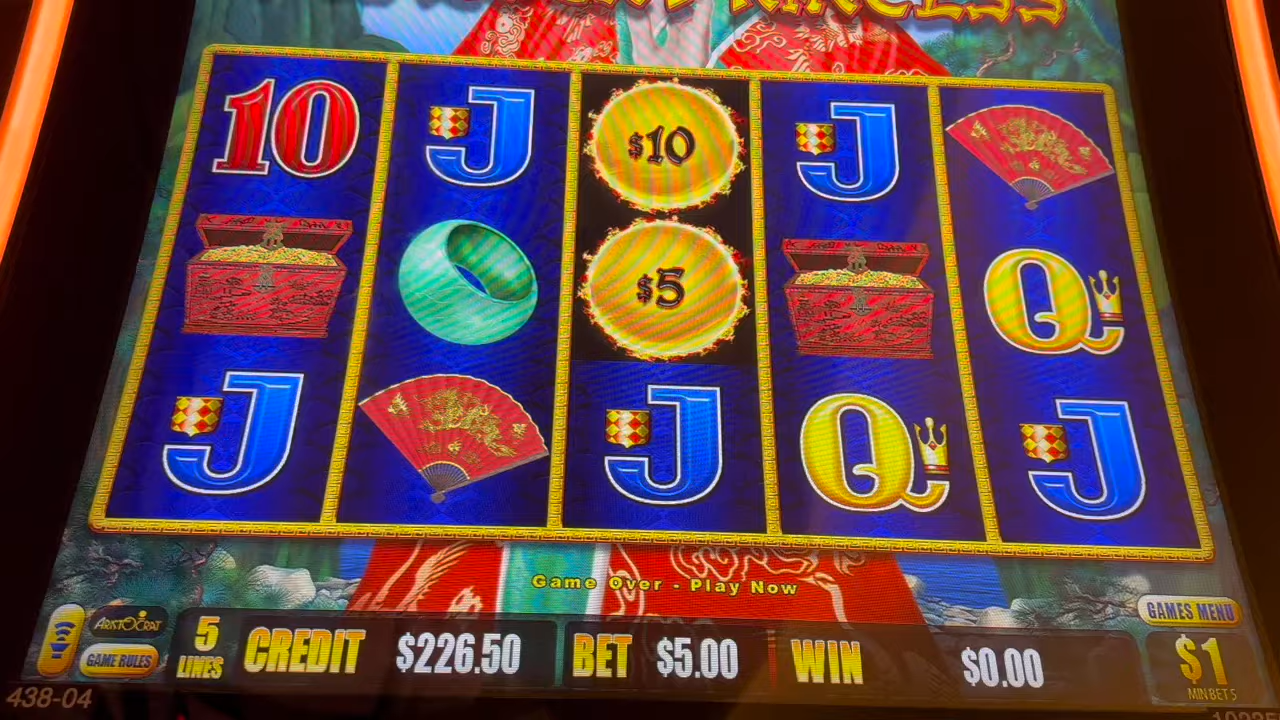 10 J $10 J
$5 Q
J J Q J
Game Over - Play Now
GAMES MENU
ARISTOCRAT
GAME RULES
5 LINES
CREDIT $226.50
BET $5.00
WIN $0.00
$1
MIN BET 5
438-04